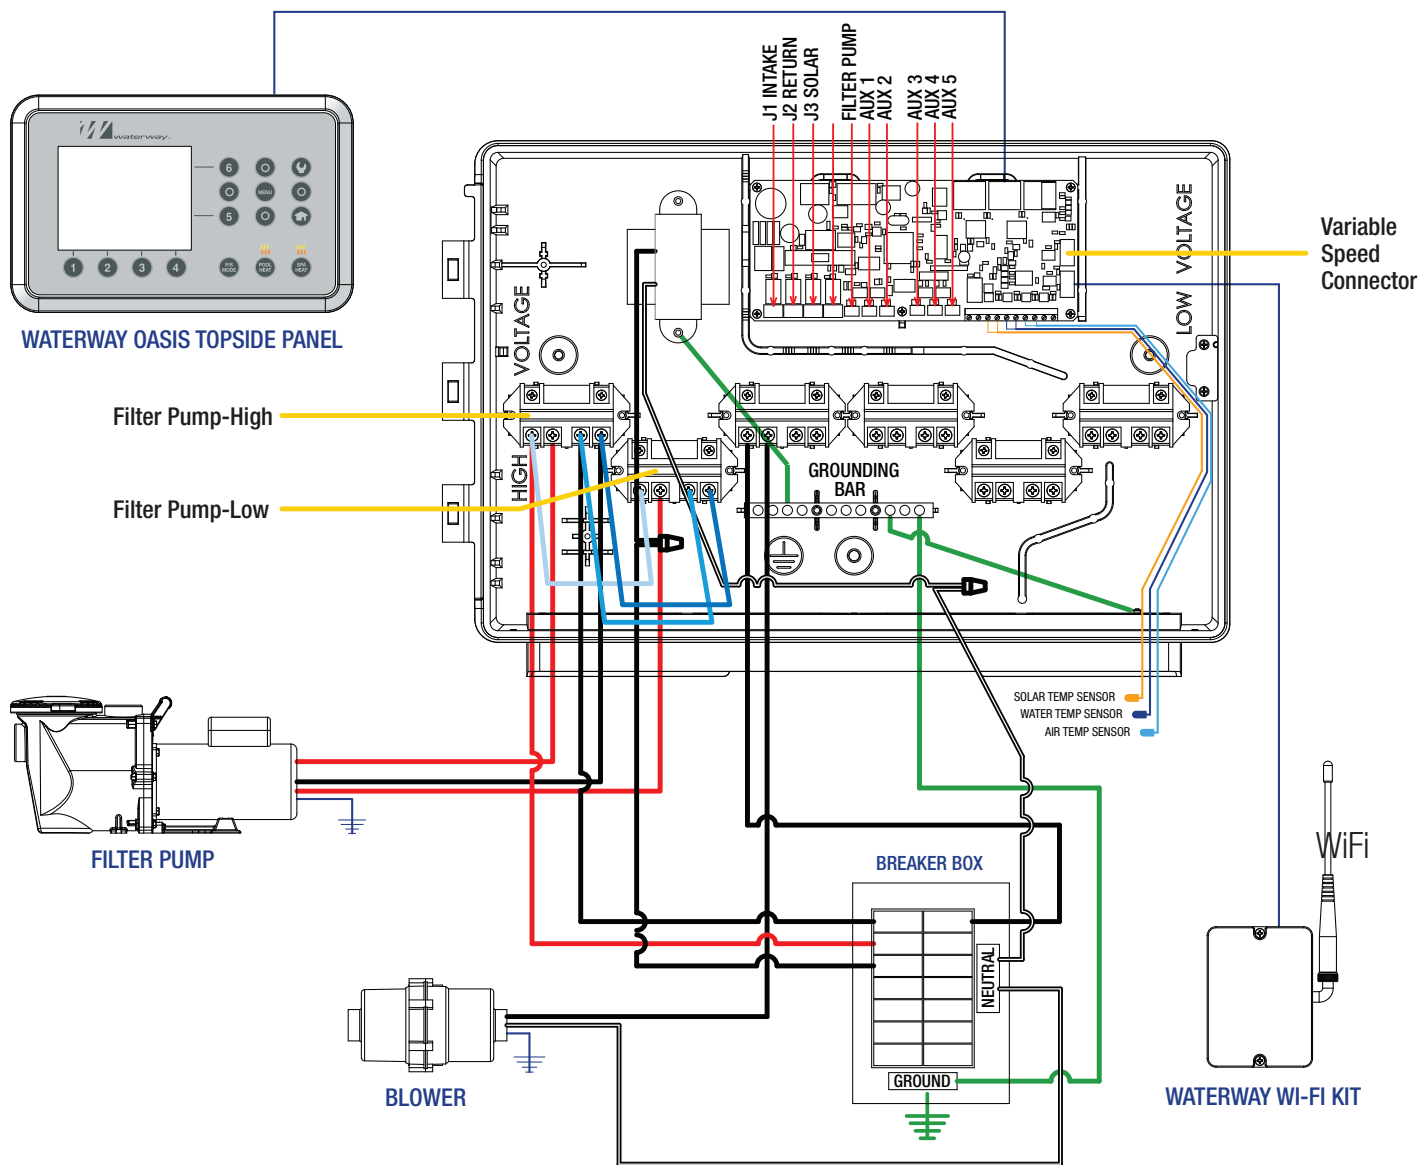 J1 INTAKE
J2 RETURN
J3 SOLAR
FILTER PUMP
AUX 1
AUX 2
AUX 3
AUX 4
AUX 5
waterway
6
MENU
5
1
2
3
4
P/S
MODE
POOL
HEAT
SPA
HEAT
WATERWAY OASIS TOPSIDE PANEL
HIGH VOLTAGE
LOW VOLTAGE
Variable
Speed
Connector
Filter Pump-High
Filter Pump-Low
GROUNDING
BAR
SOLAR TEMP SENSOR
WATER TEMP SENSOR
AIR TEMP SENSOR
FILTER PUMP
BREAKER BOX
NEUTRAL
GROUND
BLOWER
WiFi
WATERWAY WI-FI KIT